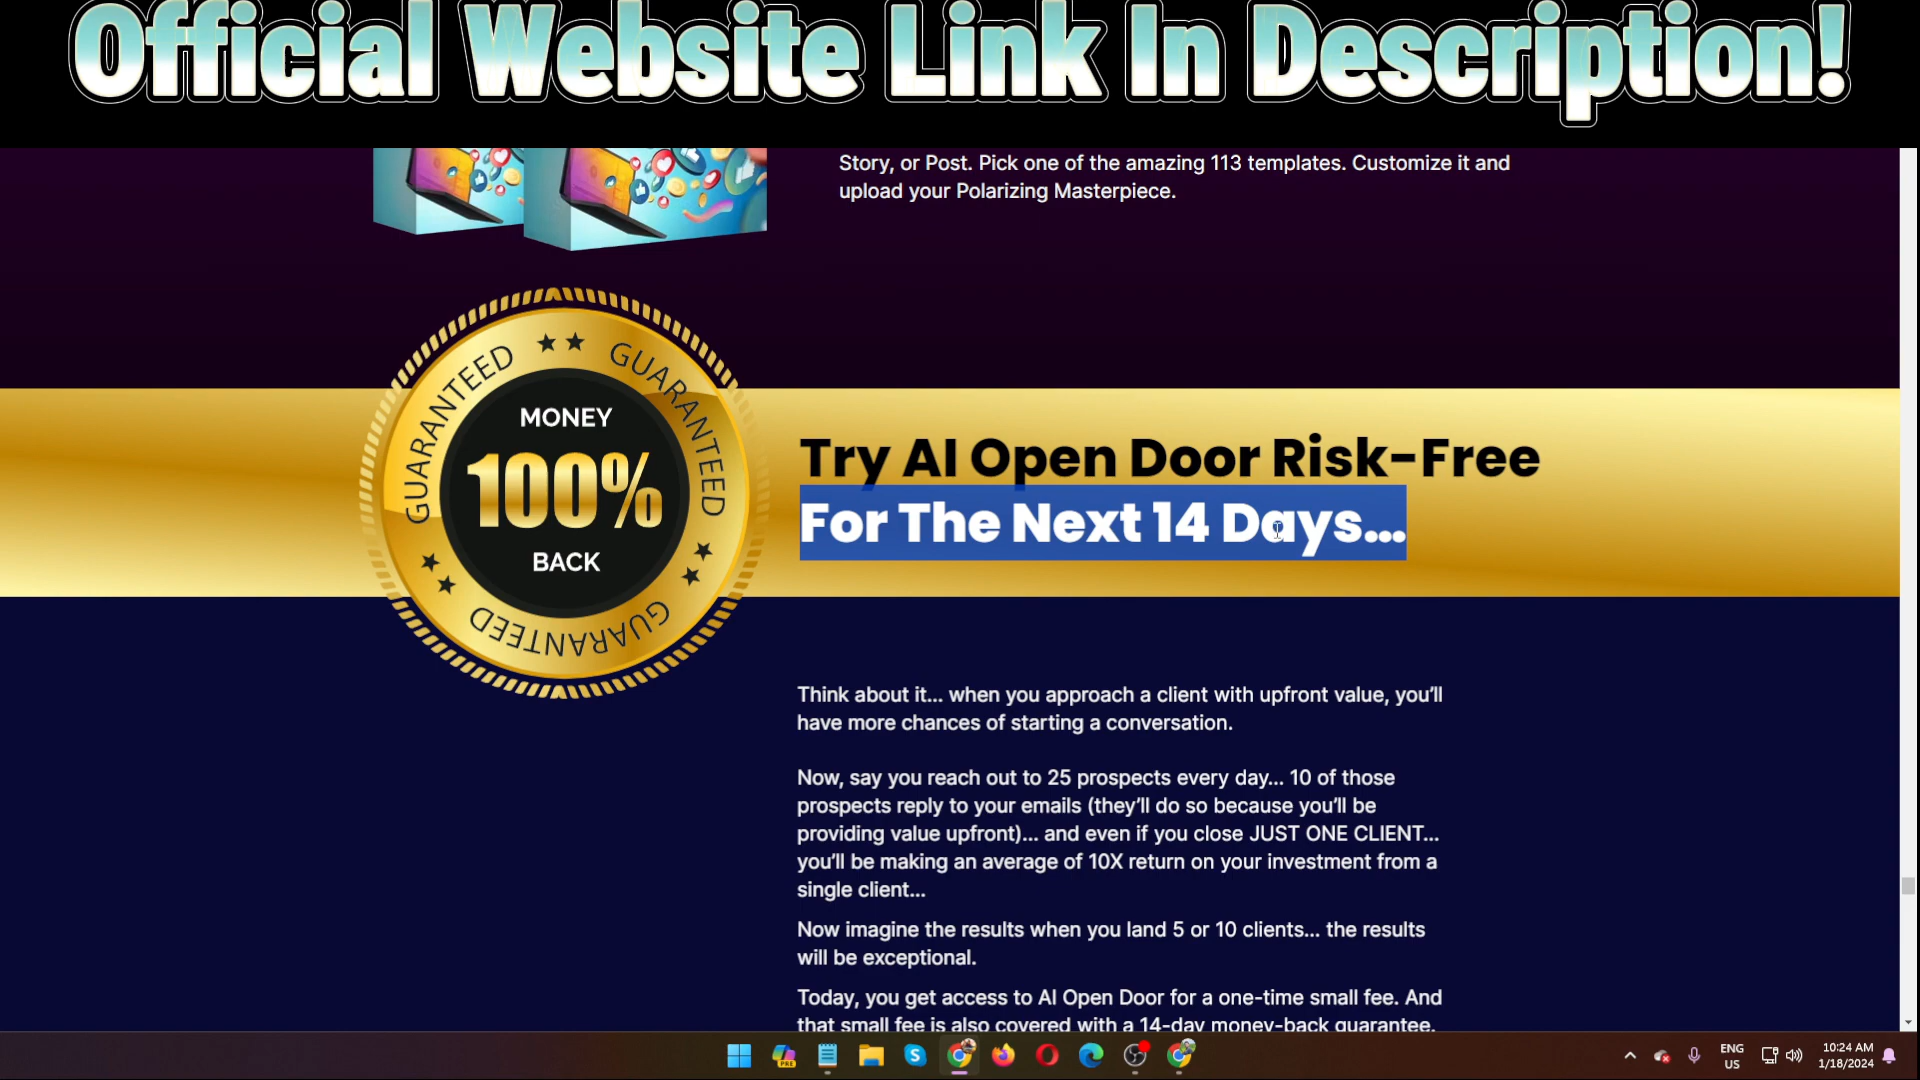 Official Website Link In Description!
Story, or Post. Pick one of the amazing 113 templates. Customize it and
upload your Polarizing Masterpiece.
GUARANTEED
GUARANTEED
MONEY
100%
BACK
GUARANTEED
Try AI Open Door Risk-Free
For The Next 14 Days...
Think about it... when you approach a client with upfront value, you'll
have more chances of starting a conversation.
Now, say you reach out to 25 prospects every day... 10 of those
prospects reply to your emails (they'll do so because you'll be
providing value upfront)... and even if you close JUST ONE CLIENT...
you'll be making an average of 10X return on your investment from a
single client...
Now imagine the results when you land 5 or 10 clients... the results
will be exceptional.
Today, you get access to AI Open Door for a one-time small fee. And
that small fee is also covered with a 14-day money-back guarantee.
PRE
ENG
US
10:24 AM
1/18/2024